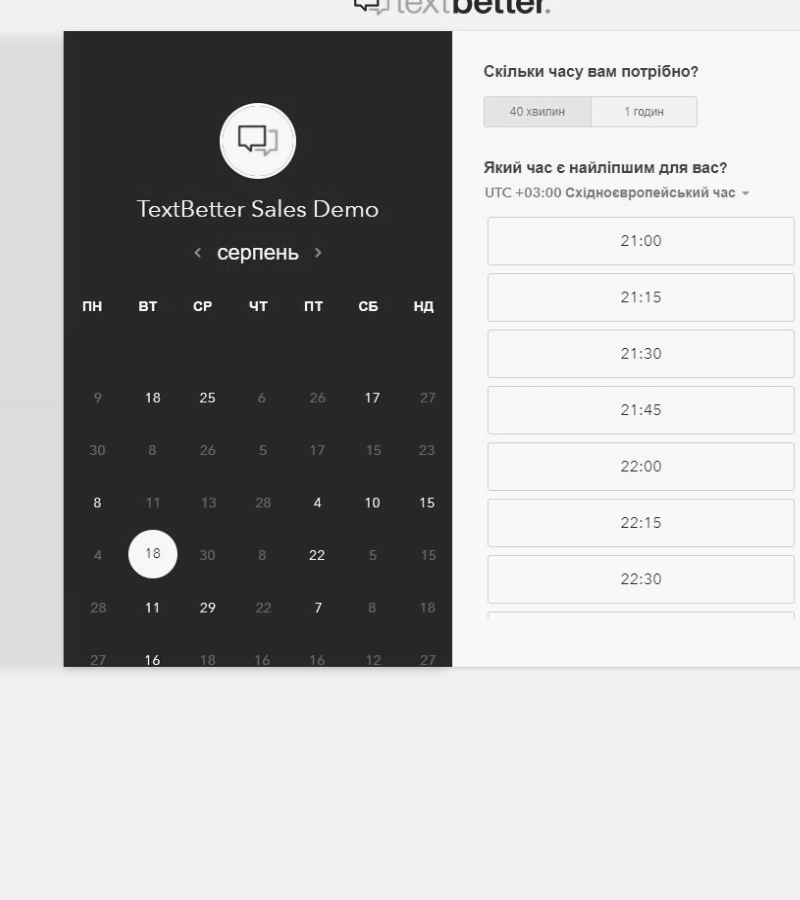 textbetter.
TextBetter Sales Demo
< серпень >
ПН ВТ СР ЧТ ПТ СБ НД
9 18 25 6 26 17 27
30 8 26 5 17 15 23
8 11 13 28 4 10 15
4 18 30 8 22 5 15
28 11 29 22 7 8 18
27 16 18 16 16 12 27
Скільки часу вам потрібно?
40 хвилин 1 годин
Який час є найліпшим для вас?
UTC +03:00 Східноєвропейський час
21:00
21:15
21:30
21:45
22:00
22:15
22:30